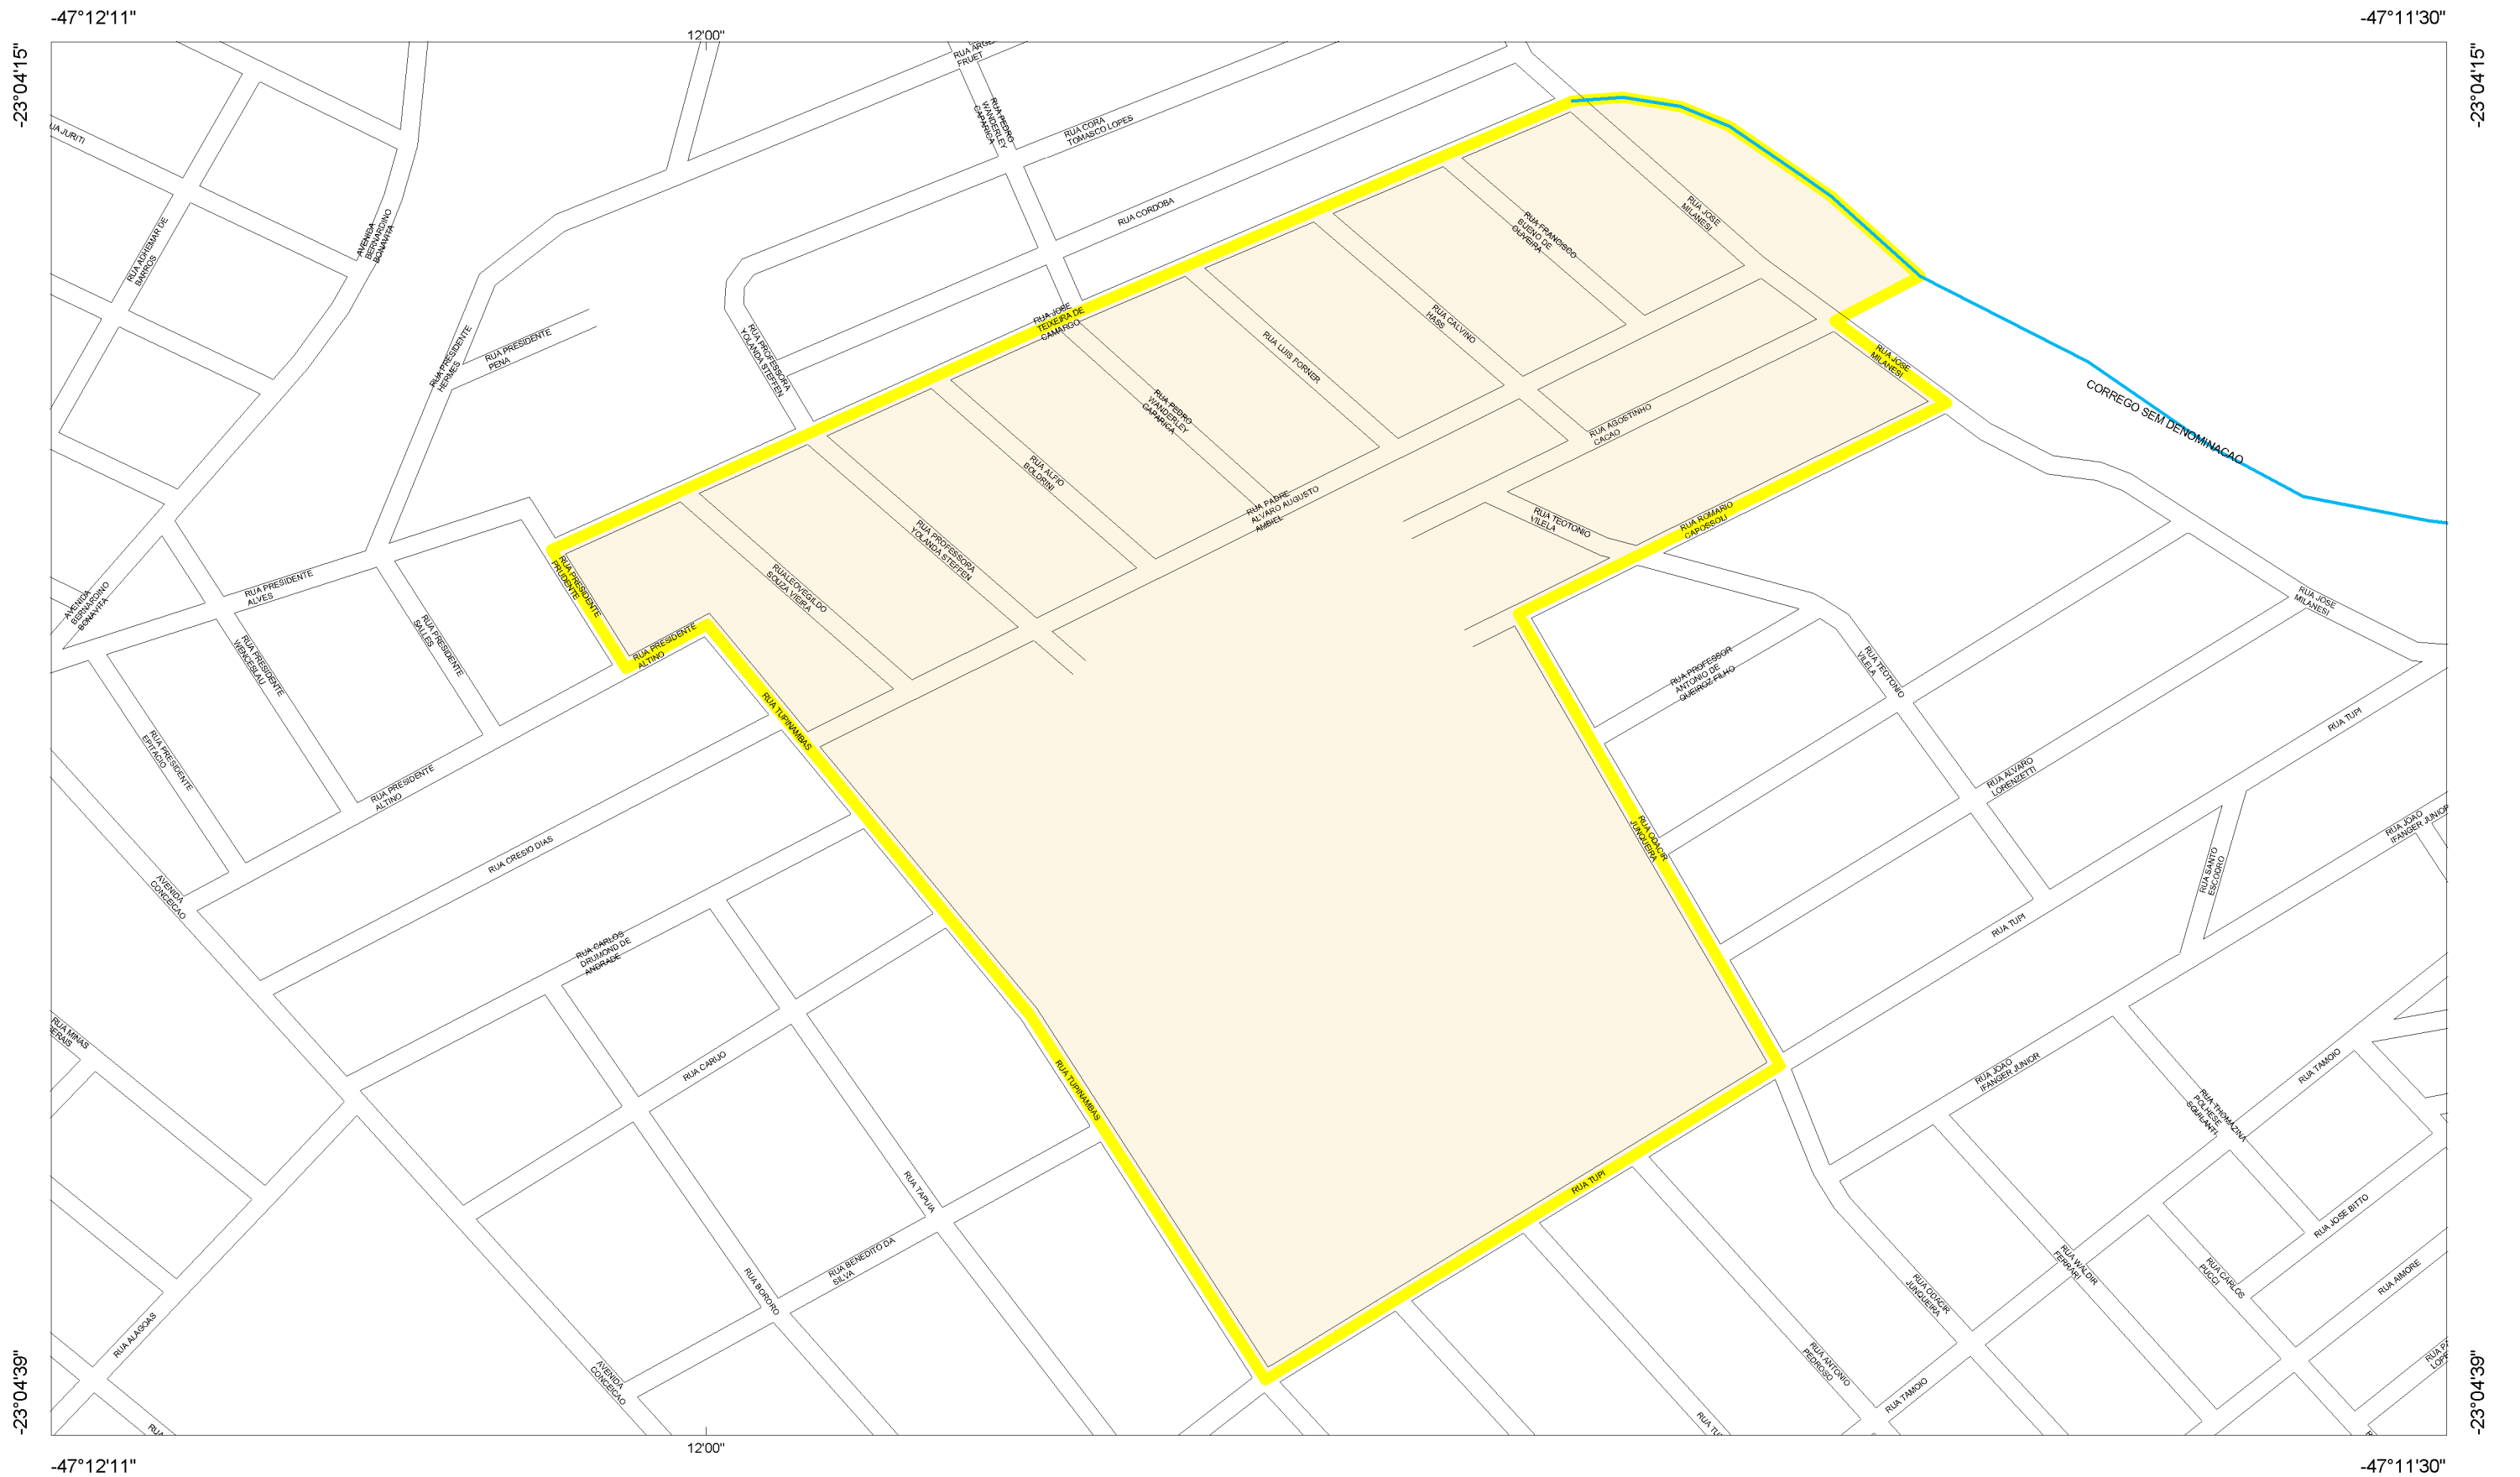 -47°12'11"
-47°11'30"
-23°04'15"
-23°04'15"
12'00"
FRUET
RUA PEDRO
WANDERLEY
CAPARICA
RUA CORA
TOMASCO LOPES
RUA CORDOBA
RUA ADHEMAR DE
BARROS
AVENIDA
BERNARDINO
BONAVITA
RUA JOSE
MILANESI
RUA FRANCISCO
BUENO DE
OLIVEIRA
RUA PRESIDENTE
HERMES
RUA PRESIDENTE
PENA
RUA PROFESSORA
YOLANDA STEFFEN
RUA JOSE
TEIXEIRA DE
CAMARGO
RUA CALVINO
HASS
RUA LUIS FORNER
RUA JOSE
MILANESI
RUA PEDRO
WANDERLEY
CAPARICA
RUA AGOSTINHO
CACAO
CORREGO SEM DENOMINACAO
RUA ALFIO
BOLDRINI
RUA PADRE
ALVARO AUGUSTO
AMBIEL
RUA TEOTONIO
VILELA
RUA ROMARIO
CAPOSSOLI
RUA PROFESSORA
YOLANDA STEFFEN
RUALEOVEGILDO
SOUZA VIEIRA
RUA PRESIDENTE
PRUDENTE
RUA PRESIDENTE
ALVES
AVENIDA
BERNARDINO
BONAVITA
RUA PRESIDENTE
SALLES
RUA PRESIDENTE
WENCESLAU
RUA PRESIDENTE
ALTINO
RUA JOSE
MILANESI
RUA PROFESSOR
ANTONIO DE
QUEIROZ FILHO
RUA TEOTONIO
VILELA
RUA TUPINAMBAS
RUA TUPI
RUA PRESIDENTE
EPITACIO
RUA PRESIDENTE
ALTINO
RUA ALVARO
LORENZETTI
RUA JOAO
IFANGER JUNIOR
RUA CRESIO DIAS
RUA ODACIR
JUNQUEIRA
RUA SANTO
ESCODRO
AVENIDA
CONCEICAO
RUA TUPI
RUA CARLOS
DRUMOND DE
ANDRADE
RUA MINAS
RUA CARIJO
RUA TUPINAMBAS
RUA JOAO
IFANGER JUNIOR
RUA TAMOIO
RUA THOMAZINA
POLHESE
SQUILANTI
RUA TAPUIA
RUA TUPI
RUA JOSE BITTO
RUA BENEDITO DA
SILVA
RUA BORORO
RUA WALDIR
FERRARI
RUA CARLOS
PUCCI
RUA AIMORE
RUA ODACIR
JUNQUEIRA
RUA ALAGOAS
RUA ANTONIO
PEDROSO
AVENIDA
CONCEICAO
RUA TAMOIO
-23°04'39"
-23°04'39"
12'00"
-47°12'11"
-47°11'30"